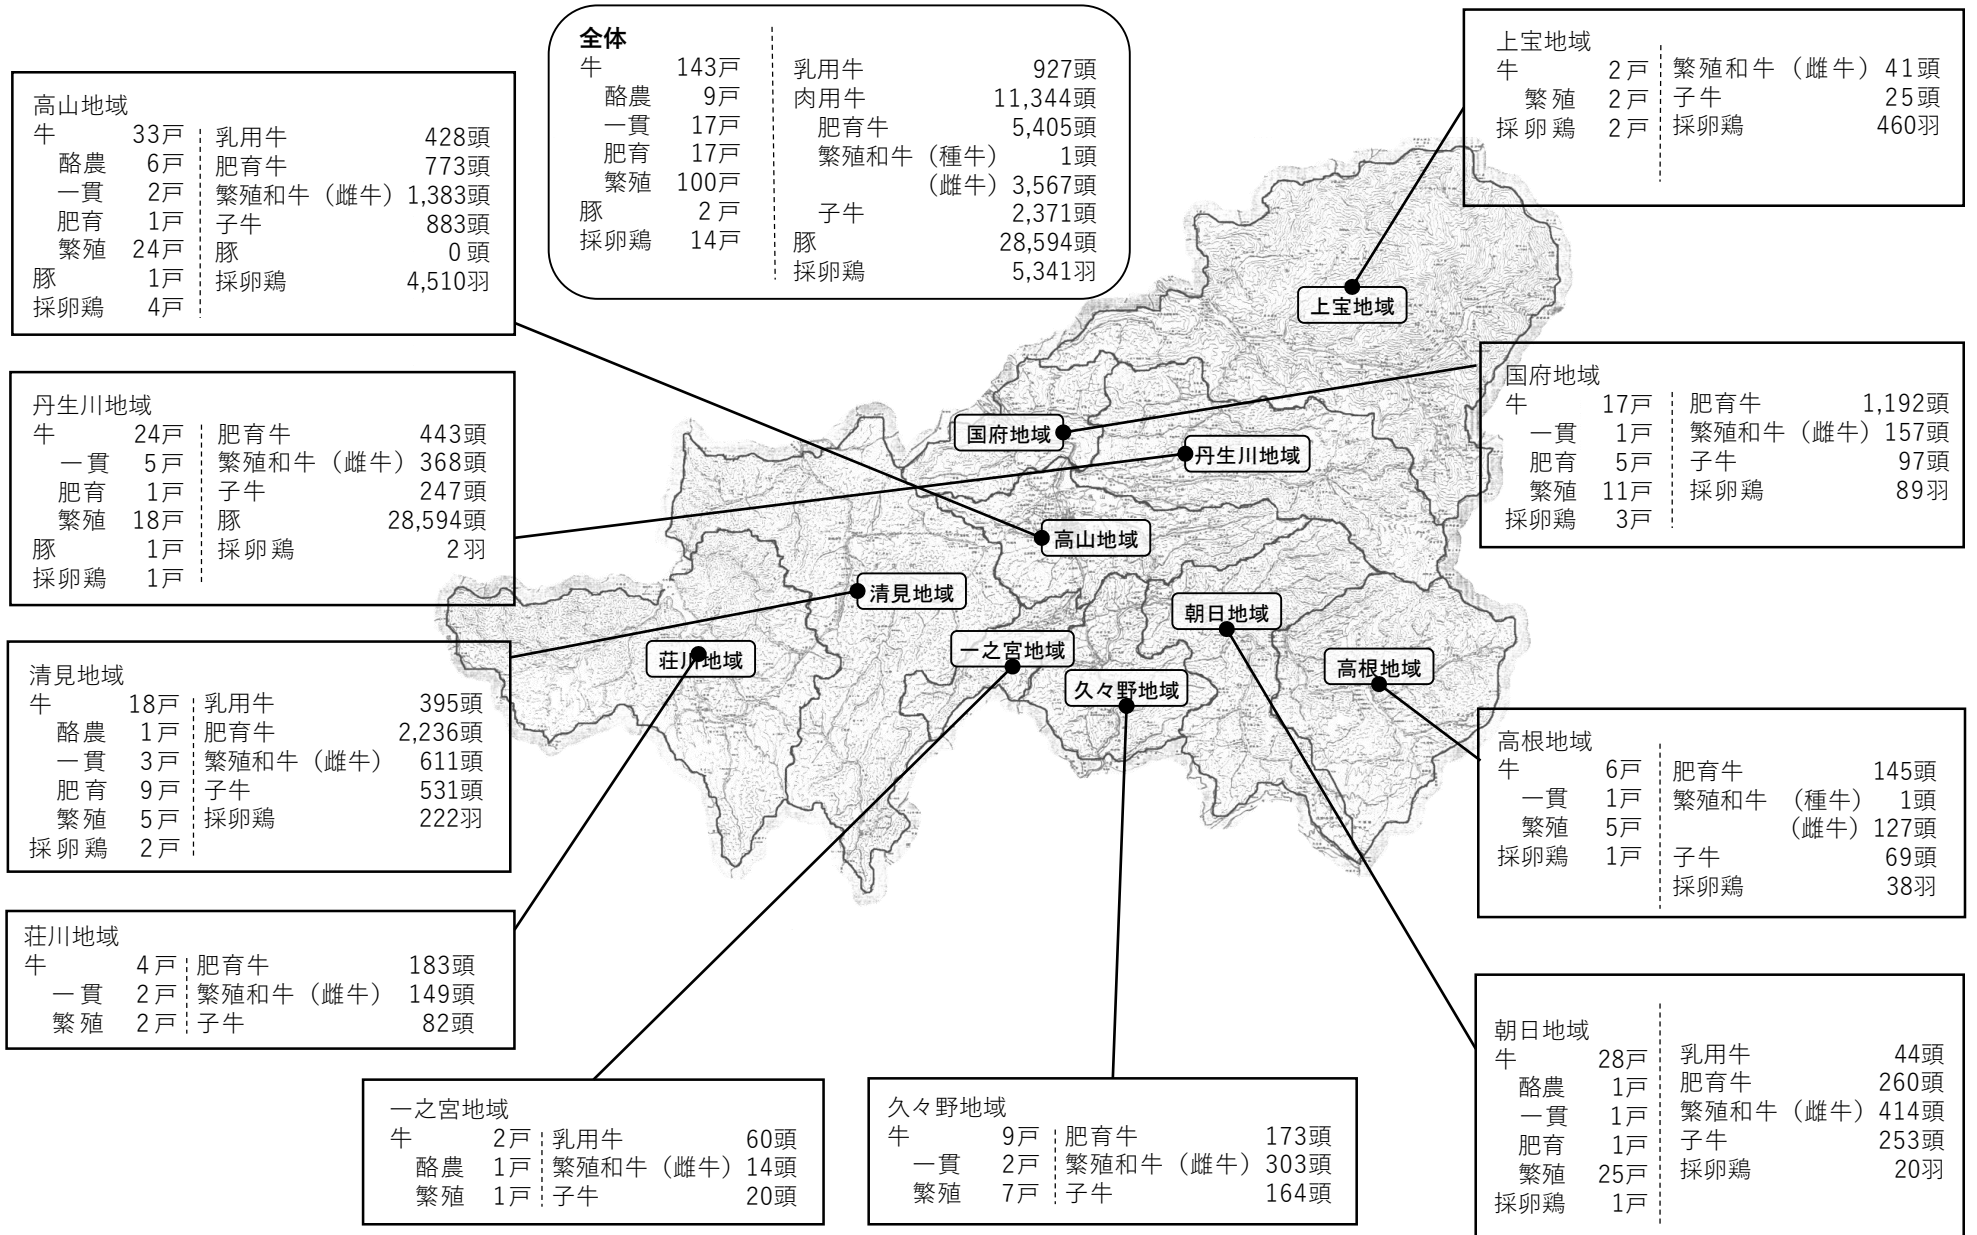 全体
牛 143戸 乳用牛 927頭
酪農 9戸 肉用牛 11,344頭
一貫 17戸 肥育牛 5,405頭
肥育 17戸 繁殖和牛（種牛） 1頭
繁殖 100戸 （雌牛） 3,567頭
豚 2戸 子牛 2,371頭
採卵鶏 14戸 豚 28,594頭
採卵鶏 5,341羽
上宝地域
牛 2戸 繁殖和牛（雌牛） 41頭
繁殖 2戸 子牛 25頭
採卵鶏 2戸 採卵鶏 460羽
高山地域
牛 33戸 乳用牛 428頭
酪農 6戸 肥育牛 773頭
一貫 2戸 繁殖和牛（雌牛） 1,383頭
肥育 1戸 子牛 883頭
繁殖 24戸 豚 0頭
豚 1戸 採卵鶏 4,510羽
採卵鶏 4戸
丹生川地域
牛 24戸 肥育牛 443頭
一貫 5戸 繁殖和牛（雌牛） 368頭
肥育 1戸 子牛 247頭
繁殖 18戸 豚 28,594頭
豚 1戸 採卵鶏 2羽
採卵鶏 1戸
国府地域
牛 17戸 肥育牛 1,192頭
一貫 1戸 繁殖和牛（雌牛） 157頭
肥育 5戸 子牛 97頭
繁殖 11戸 採卵鶏 89羽
採卵鶏 3戸
上宝地域
国府地域
丹生川地域
高山地域
清見地域
朝日地域
一之宮地域
荘川地域
高根地域
久々野地域
清見地域
牛 18戸 乳用牛 395頭
酪農 1戸 肥育牛 2,236頭
一貫 3戸 繁殖和牛（雌牛） 611頭
肥育 9戸 子牛 531頭
繁殖 5戸 採卵鶏 222羽
採卵鶏 2戸
高根地域
牛 6戸 肥育牛 145頭
一貫 1戸 繁殖和牛 （種牛） 1頭
繁殖 5戸 （雌牛） 127頭
採卵鶏 1戸 子牛 69頭
採卵鶏 38羽
荘川地域
牛 4戸 肥育牛 183頭
一貫 2戸 繁殖和牛（雌牛） 149頭
繁殖 2戸 子牛 82頭
一之宮地域
牛 2戸 乳用牛 60頭
酪農 1戸 繁殖和牛（雌牛） 14頭
繁殖 1戸 子牛 20頭
久々野地域
牛 9戸 肥育牛 173頭
一貫 2戸 繁殖和牛（雌牛） 303頭
繁殖 7戸 子牛 164頭
朝日地域
牛 28戸 乳用牛 44頭
酪農 1戸 肥育牛 260頭
一貫 1戸 繁殖和牛（雌牛） 414頭
肥育 1戸 子牛 253頭
繁殖 25戸 採卵鶏 20羽
採卵鶏 1戸